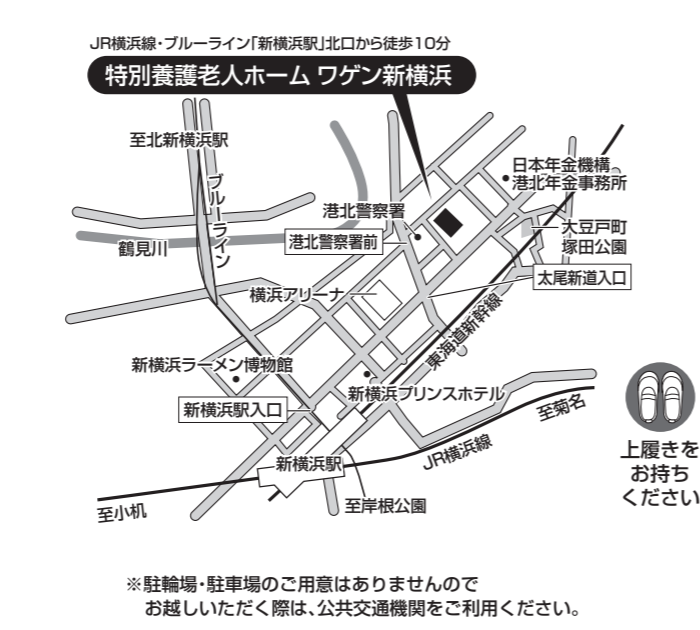 JR横浜線・ブルーライン「新横浜駅」北口から徒歩10分
特別養護老人ホーム ワゲン新横浜
至北新横浜駅
ブルーライン
日本年金機構
港北年金事務所
港北警察署
港北警察署前
鶴見川
大豆戸町
塚田公園
横浜アリーナ
太尾新道入口
東海道新幹線
新横浜ラーメン博物館
新横浜プリンスホテル
新横浜駅入口
至菊名
JR横浜線
新横浜駅
至小机
至岸根公園
上履きを
お持ち
ください
※駐輪場・駐車場のご用意はありませんので
お越しいただく際は、公共交通機関をご利用ください。